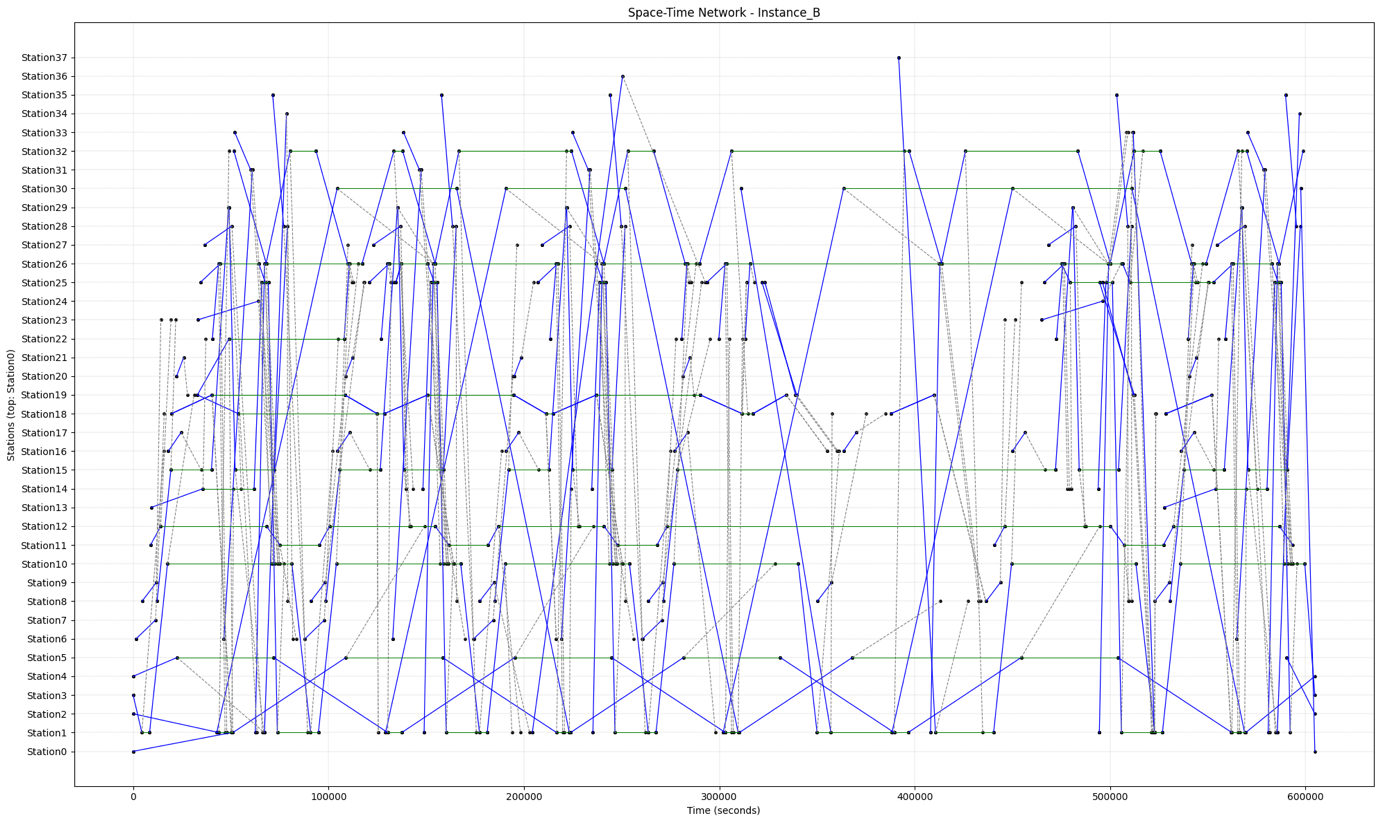 Space-Time Network - Instance_B
Stations (top: Station0)
Station37
Station36
Station35
Station34
Station33
Station32
Station31
Station30
Station29
Station28
Station27
Station26
Station25
Station24
Station23
Station22
Station21
Station20
Station19
Station18
Station17
Station16
Station15
Station14
Station13
Station12
Station11
Station10
Station9
Station8
Station7
Station6
Station5
Station4
Station3
Station2
Station1
Station0
0 100000 200000 300000 400000 500000 600000
Time (seconds)